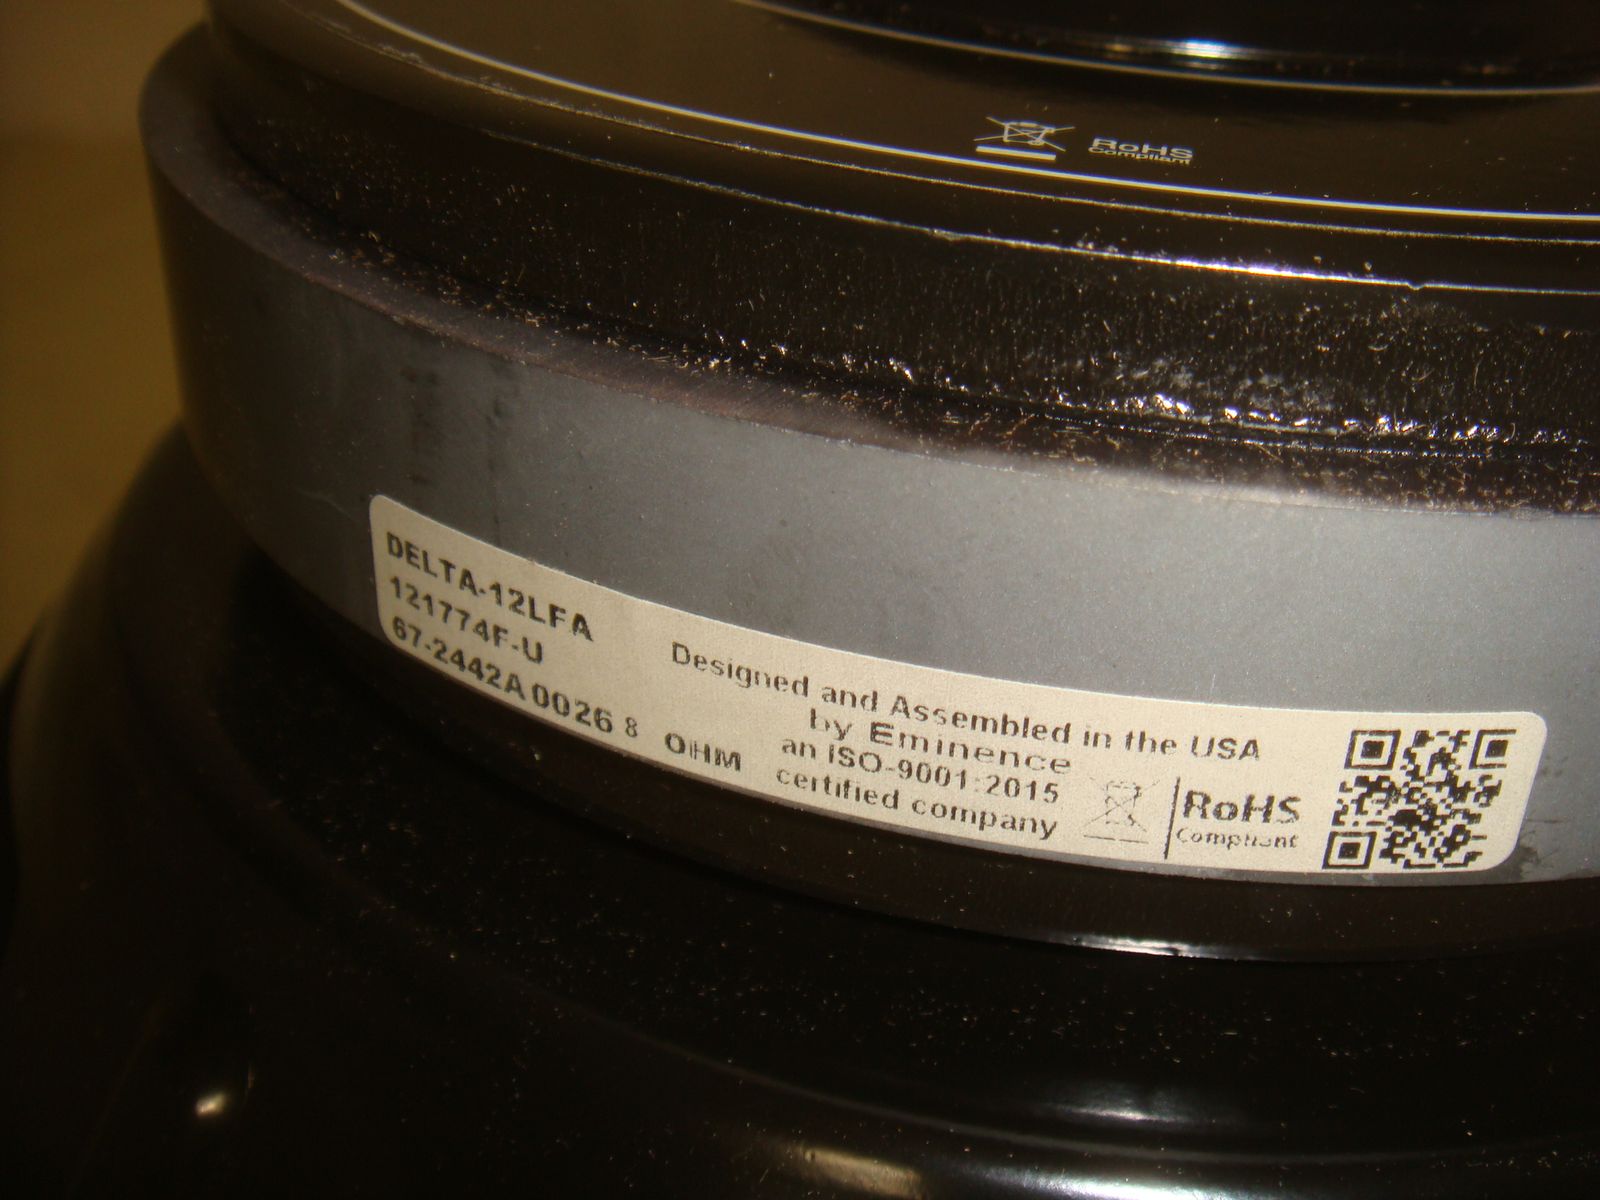 RoHS
Compliant
DELTA-12LFA
121774F-U
67-2442A 0026 8 OHM
Designed and Assembled in the USA
by Eminence
an ISO-9001:2015
certified company
RoHS
Compliant